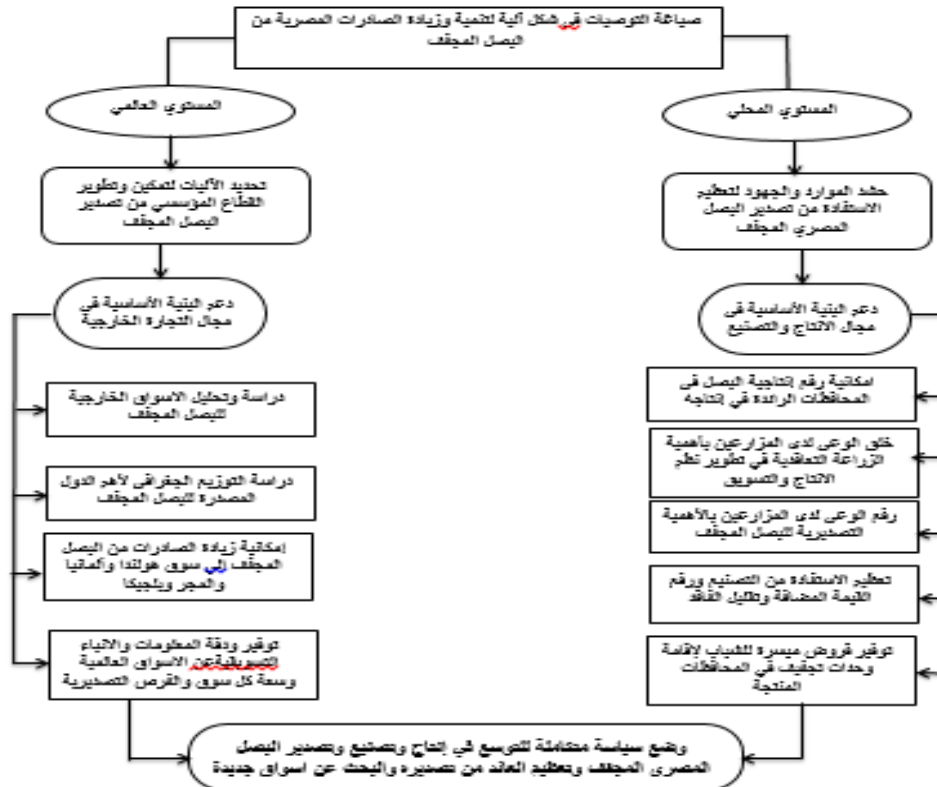 صياغة التوصيات في شكل آلية لتنمية وزيادة الصادرات المصرية من
البصل المجفف
المستوي المحلي
المستوي العالمي
حشد الموارد والجهود لتعظيم
الاستفادة من تصدير البصل
المصري المجفف
تحديد الآليات لتمكين وتطوير
القطاع المؤسسي من تصدير
البصل المجفف
دعم البنية الأساسية فى
مجال الانتاج والتصنيع
دعم البنية الأساسية فى
مجال التجارة الخارجية
امكانية رفع إنتاجية البصل فى
المحافظات الرائدة في إنتاجه
خلق الوعى لدى المزارعين بأهمية
الزراعة التعاقدية في تطوير نظم
الانتاج والتسويق
رفع الوعى لدى المزارعين بالأهمية
التصديرية للبصل المجفف
تعظيم الاستفادة من التصنيع ورفع
القيمة المضافة وتقليل الفاقد
توفير قروض ميسرة للشباب لإقامة
وحدات تجفيف في المحافظات
المنتجة
دراسة وتحليل الاسواق الخارجية
للبصل المجفف
دراسة التوزيع الجغرافى لأهم الدول
المصدرة للبصل المجفف
إمكانية زيادة الصادرات من البصل
المجفف إلي سوق هولندا وألمانيا
والمجر وبلجيكا
توفير ودقة المعلومات والانباء
التسويقيةعن الاسواق العالمية
وسعة كل سوق والفرص التصديرية
وضع سياسة متكاملة للتوسع في إنتاج وتصنيع وتصدير البصل
المصرى المجفف وتعظيم العائد من تصديره والبحث عن اسواق جديدة